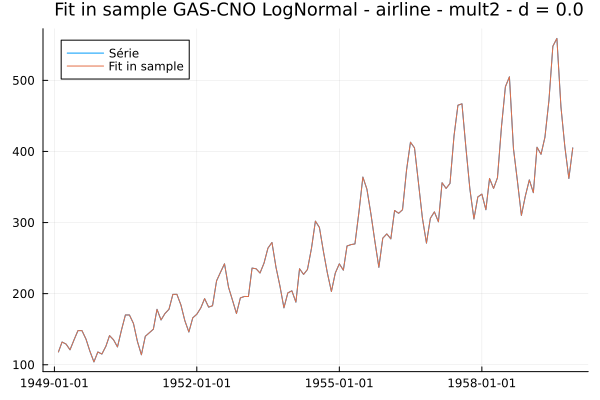 Fit in sample GAS-CNO LogNormal - airline - mult2 - d = 0.0
Série
Fit in sample
500
400
300
200
100
1949-01-01 1952-01-01 1955-01-01 1958-01-01